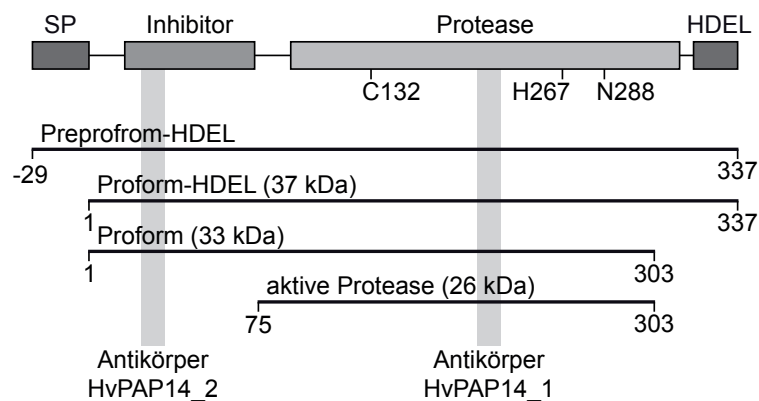 SP Inhibitor Protease HDEL
C132 H267 N288
Preprofrom-HDEL
-29 337
Proform-HDEL (37 kDa)
1 337
Proform (33 kDa)
1 303
aktive Protease (26 kDa)
75 303
Antikörper Antikörper
HvPAP14_2 HvPAP14_1